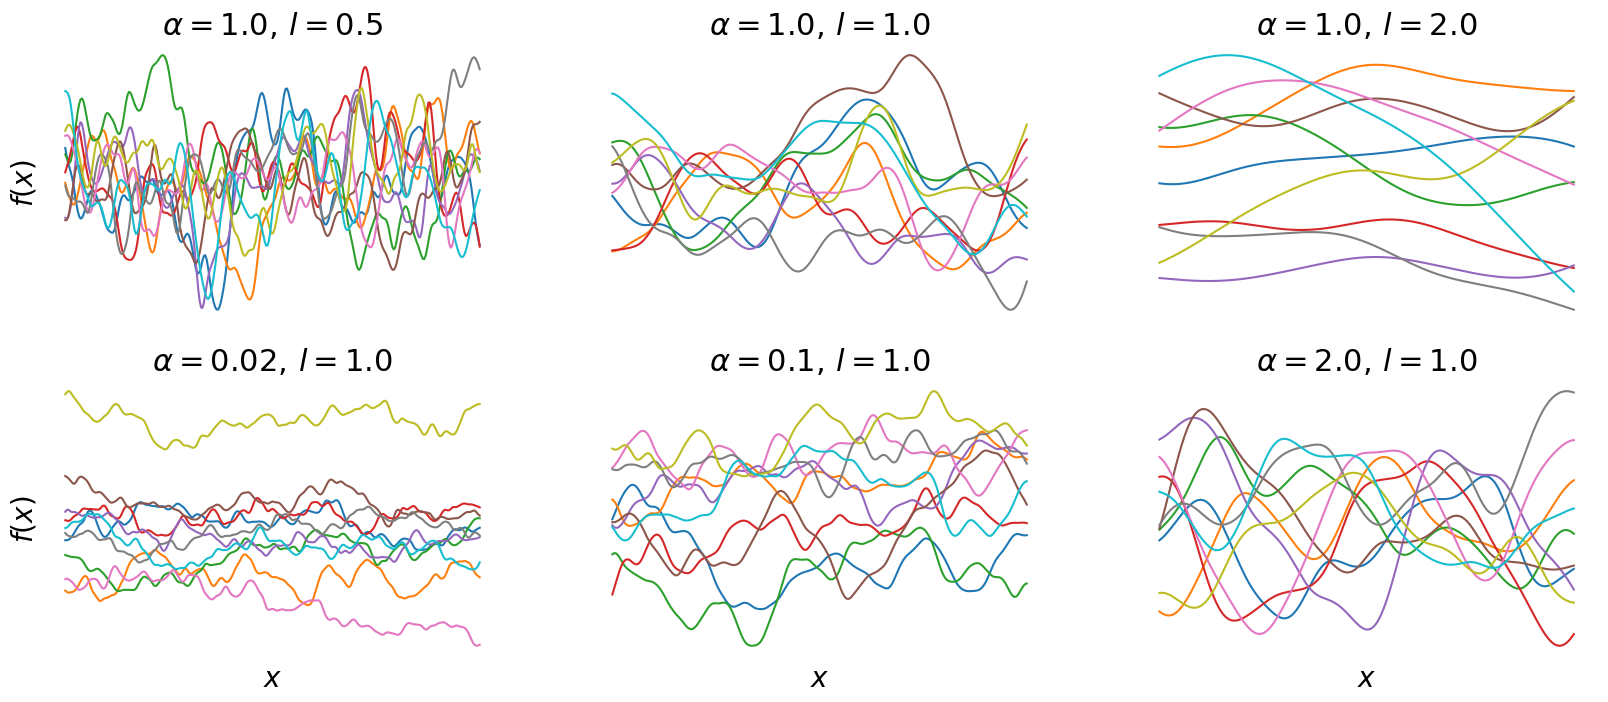 α = 1.0, l = 0.5
α = 1.0, l = 1.0
α = 1.0, l = 2.0
f(x)
α = 0.02, l = 1.0
α = 0.1, l = 1.0
α = 2.0, l = 1.0
f(x)
x
x
x